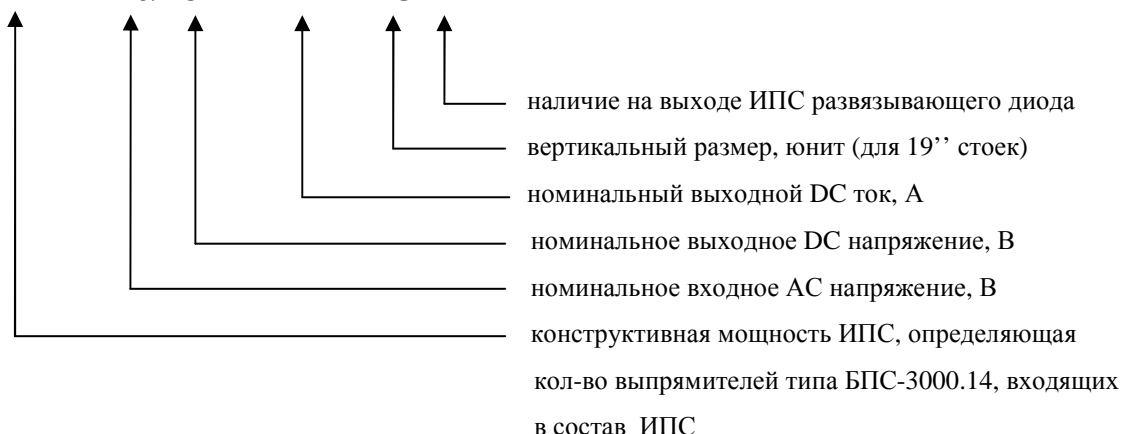 наличие на выходе ИПС развязывающего диода
вертикальный размер, юнит (для 19’’ стоек)
номинальный выходной DC ток, А
номинальное выходное DC напряжение, В
номинальное входное АС напряжение, В
конструктивная мощность ИПС, определяющая
кол-во выпрямителей типа БПС-3000.14, входящих
в состав ИПС